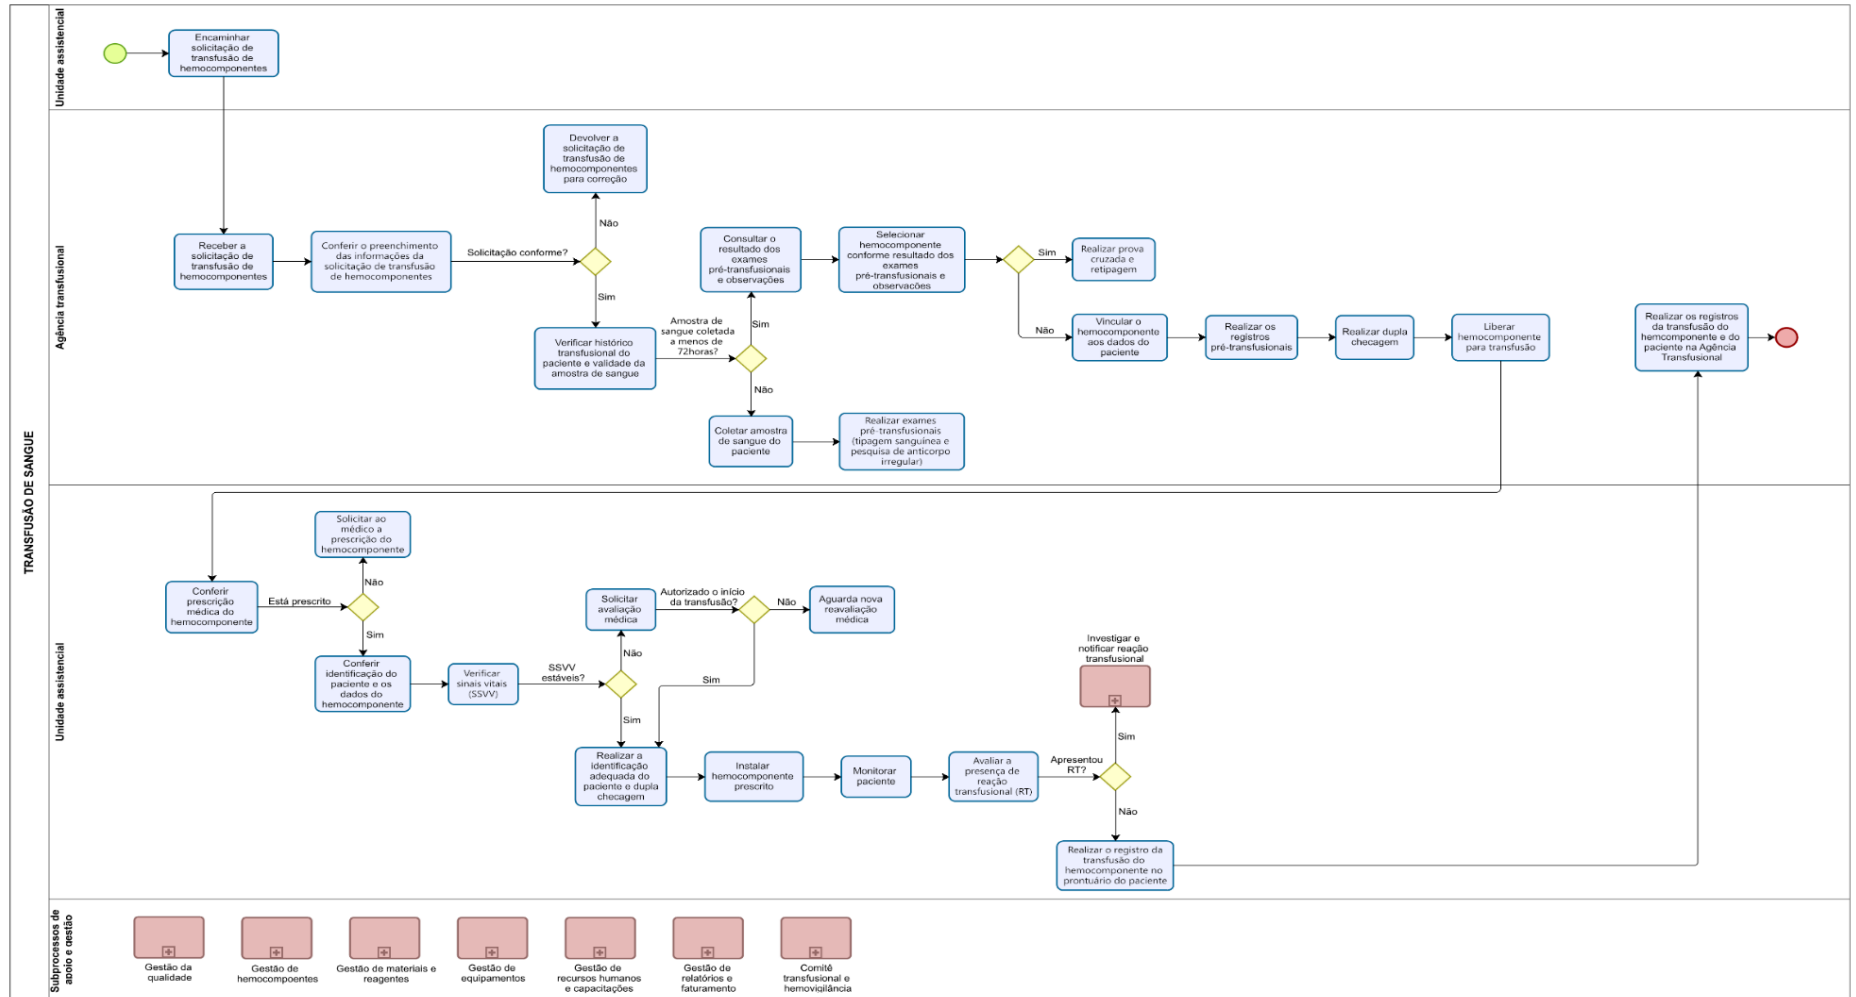 TRANSFUSÃO DE SANGUE
Unidade assistencial
Encaminhar
solicitação de
transfusão de
hemocomponentes
Agência transfusional
Receber a
solicitação de
transfusão de
hemocomponentes
Conferir o preenchimento
das informações da
solicitação de transfusão
de hemocomponentes
Solicitação conforme?
Não
Devolver a
solicitação de
transfusão de
hemocomponentes
para correção
Sim
Verificar histórico
transfusional do
paciente e validade da
amostra de sangue
Amostra de
sangue coletada
a menos de
72horas?
Sim
Consultar o
resultado dos
exames
pré-transfusionais
e observações
Selecionar
hemocomponente
conforme resultado dos
exames
pré-transfusionais e
observacões
Sim
Realizar prova
cruzada e
retipagem
Não
Vincular o
hemocomponente
aos dados do
paciente
Realizar os
registros
pré-transfusionais
Realizar dupla
checagem
Liberar
hemocomponente
para transfusão
Não
Coletar amostra
de sangue do
paciente
Realizar exames
pré-transfusionais
(tipagem sanguínea e
pesquisa de anticorpo
irregular)
Realizar os registros
da transfusão do
hemcomponente e do
paciente na Agência
Transfusional
Unidade assistencial
Conferir
prescrição
médica do
hemocomponente
Está prescrito
Não
Solicitar ao
médico a
prescrição do
hemocomponente
Sim
Conferir
identificação do
paciente e os
dados do
hemocomponente
Verificar
sinais vitais
(SSVV)
SSVV
estáveis?
Não
Solicitar
avaliação
médica
Autorizado o início
da transfusão?
Não
Aguarda nova
reavaliação
médica
Sim
Sim
Realizar a
identificação
adequada do
paciente e dupla
checagem
Instalar
hemocomponente
prescrito
Monitorar
paciente
Avaliar a
presença de
reação
transfusional (RT)
Apresentou
RT?
Sim
Investigar e
notificar reação
transfusional
Não
Realizar o registro da
transfusão do
hemocomponente no
prontuário do paciente
Subprocessos de
apoio e gestão
Gestão da
qualidade
Gestão de
hemocompoentes
Gestão de materiais e
reagentes
Gestão de
equipamentos
Gestão de
recursos humanos
e capacitações
Gestão de
relatórios e
faturamento
Comitê
transfusional e
hemovigilância